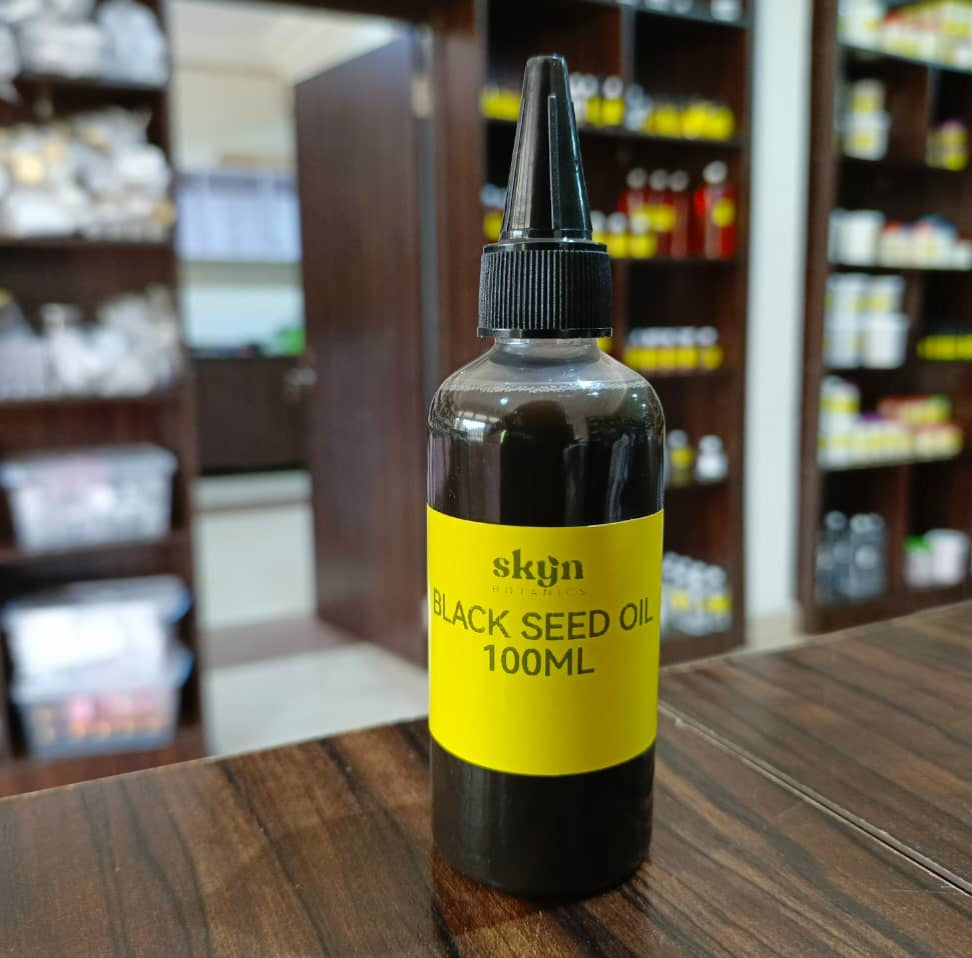 skyn
BOTANICS
BLACK SEED OIL
100ML